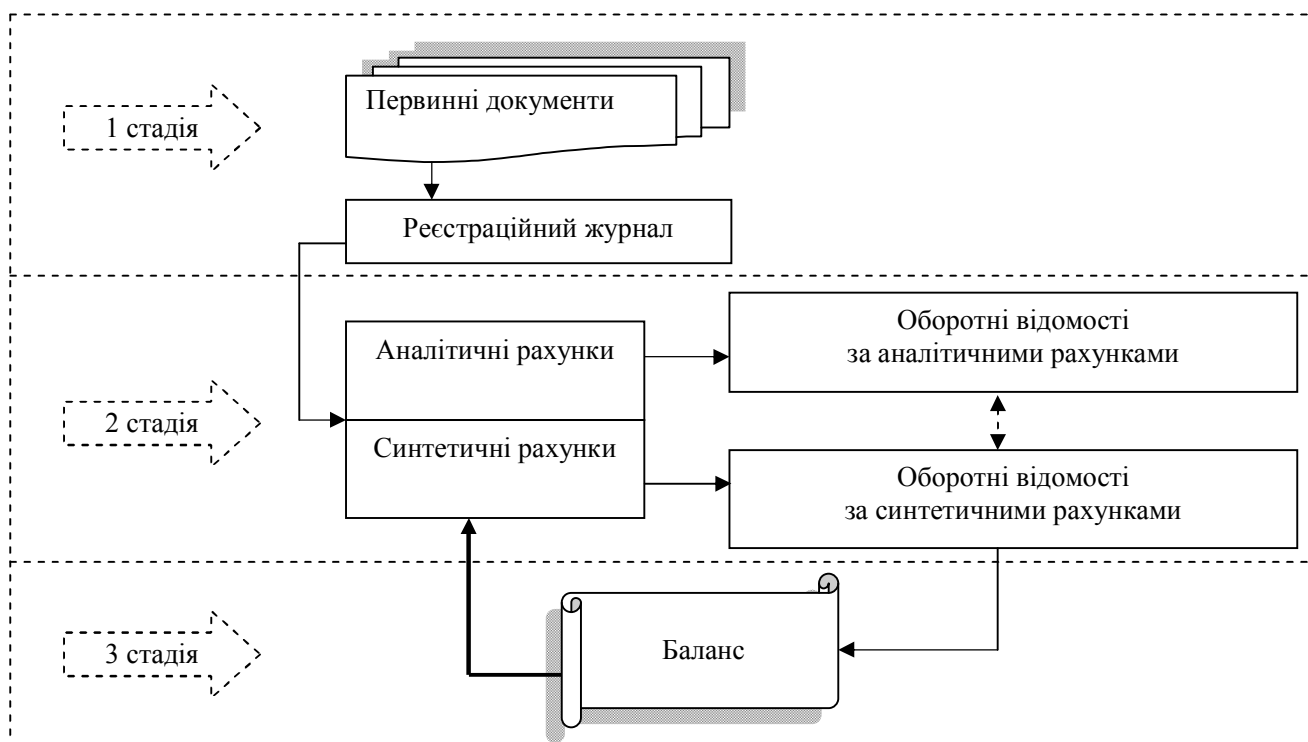 Первинні документи
1 стадія
Реєстраційний журнал
Оборотні відомості
за аналітичними рахунками
Аналітичні рахунки
2 стадія
Синтетичні рахунки
Оборотні відомості
за синтетичними рахунками
3 стадія
Баланс